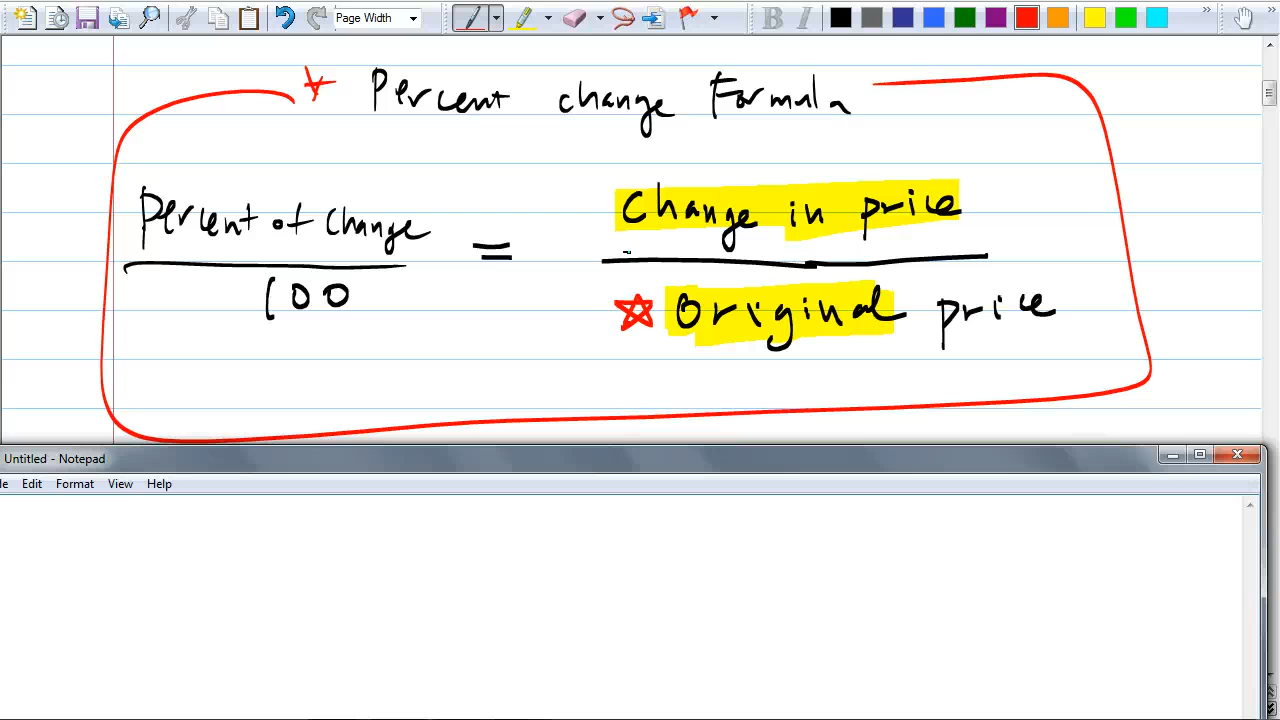 Page Width
B I
Percent change Formula
Percent of change
100
=
change in price
Original price
Untitled - Notepad
le Edit Format View Help